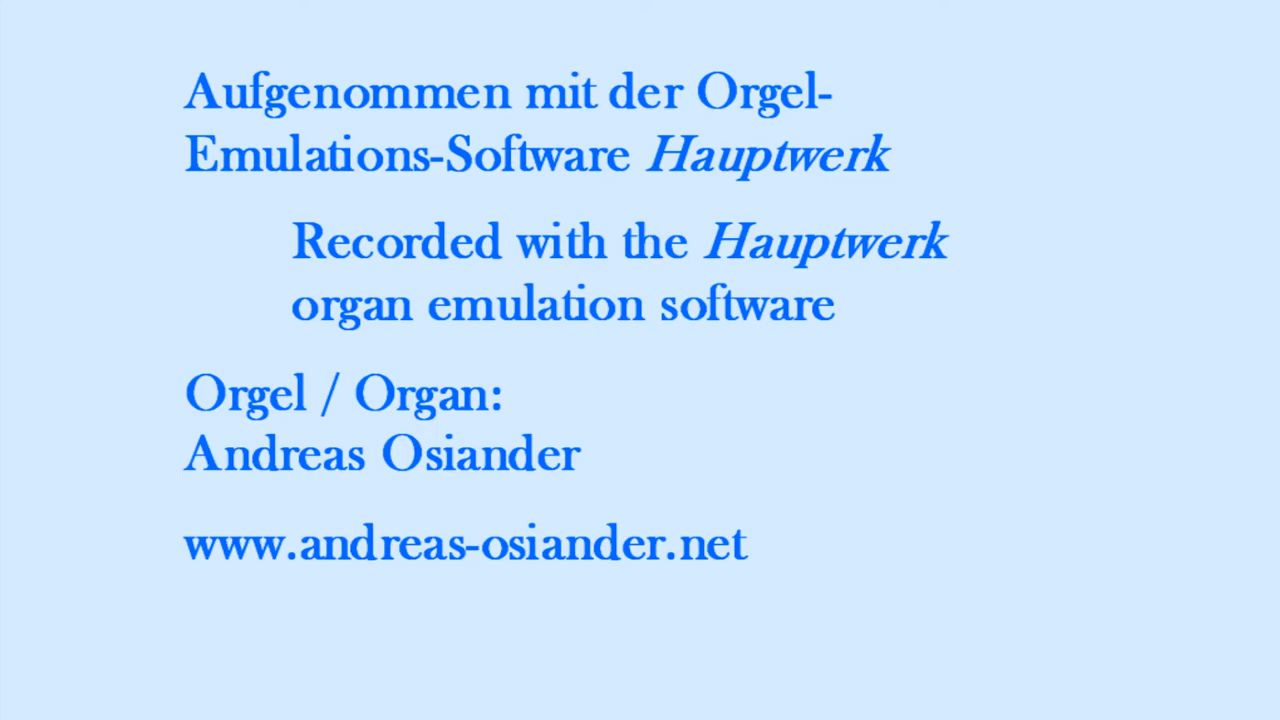 Aufgenommen mit der Orgel-
Emulations-Software Hauptwerk
Recorded with the Hauptwerk
organ emulation software
Orgel / Organ:
Andreas Osiander
www.andreas-osiander.net